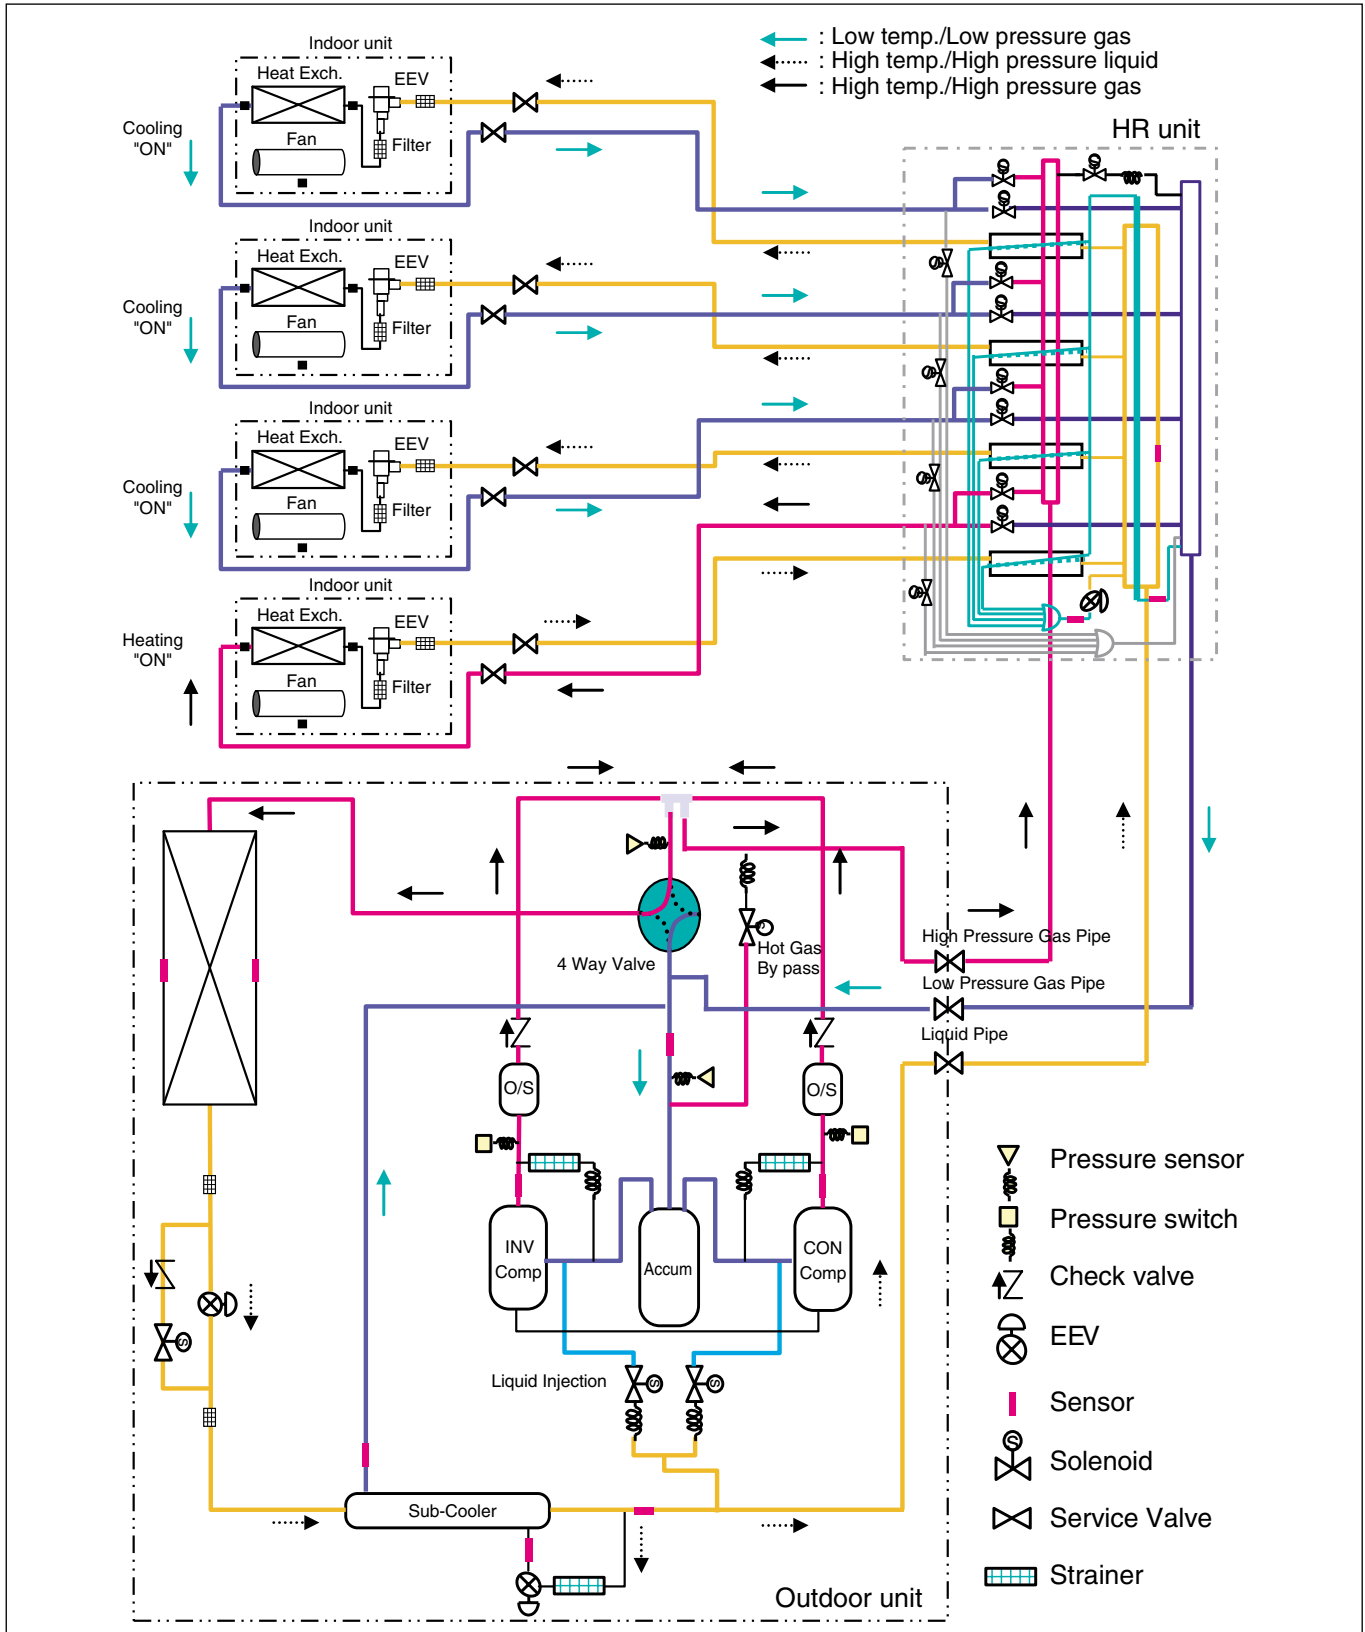 : Low temp./Low pressure gas
: High temp./High pressure liquid
: High temp./High pressure gas
HR unit
Indoor unit
Heat Exch.
EEV
Cooling
"ON"
Fan
Filter
Indoor unit
Heat Exch.
EEV
Cooling
"ON"
Fan
Filter
Indoor unit
Heat Exch.
EEV
Cooling
"ON"
Fan
Filter
Indoor unit
Heat Exch.
EEV
Heating
"ON"
Fan
Filter
4 Way Valve
Hot Gas
By pass
High Pressure Gas Pipe
Low Pressure Gas Pipe
Liquid Pipe
O/S
O/S
INV
Comp
Accum
CON
Comp
Liquid Injection
S
S
S
Sub-Cooler
Outdoor unit
Pressure sensor
Pressure switch
Check valve
EEV
Sensor
S
Solenoid
Service Valve
Strainer